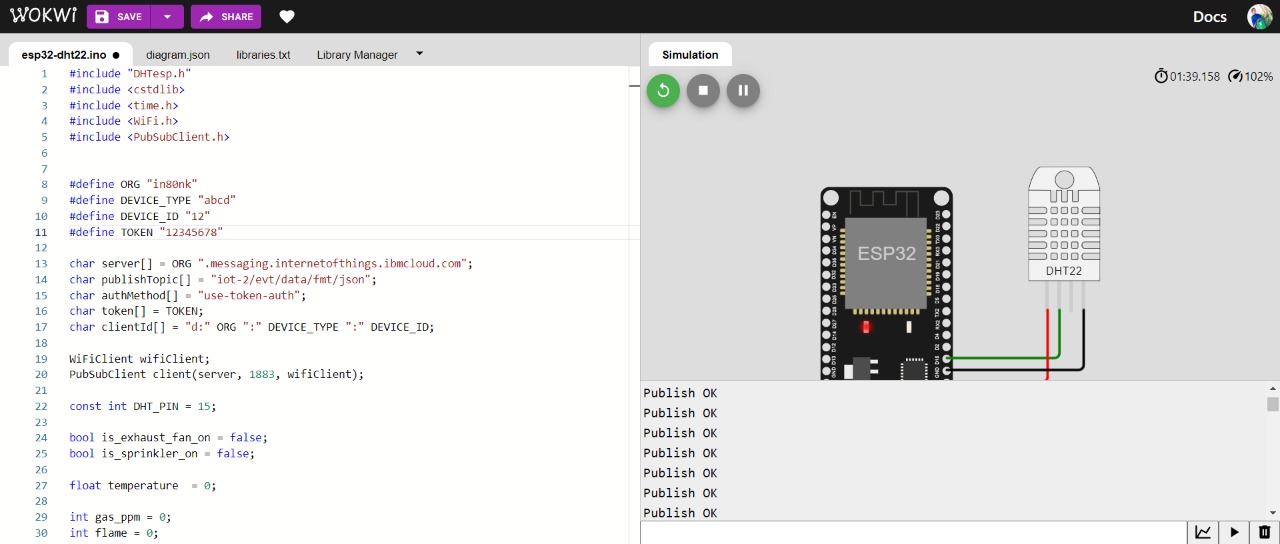 WOKWi SAVE SHARE Docs
esp32-dht22.ino ● diagram.json libraries.txt Library Manager
Simulation
01:39.158 102%
1 #include "DHTesp.h"
2 #include <cstdlib>
3 #include <time.h>
4 #include <WiFi.h>
5 #include <PubSubClient.h>
6
7
8 #define ORG "in80nk"
9 #define DEVICE_TYPE "abcd"
10 #define DEVICE_ID "12"
11 #define TOKEN "12345678"
12
13 char server[] = ORG ".messaging.internetofthings.ibmcloud.com";
14 char publishTopic[] = "iot-2/evt/data/fmt/json";
15 char authMethod[] = "use-token-auth";
16 char token[] = TOKEN;
17 char clientId[] = "d:" ORG ":" DEVICE_TYPE ":" DEVICE_ID;
18
19 WiFiClient wifiClient;
20 PubSubClient client(server, 1883, wifiClient);
21
22 const int DHT_PIN = 15;
23
24 bool is_exhaust_fan_on = false;
25 bool is_sprinkler_on = false;
26
27 float temperature  = 0;
28
29 int gas_ppm = 0;
30 int flame = 0;
ESP32
DHT22
Publish OK
Publish OK
Publish OK
Publish OK
Publish OK
Publish OK
Publish OK